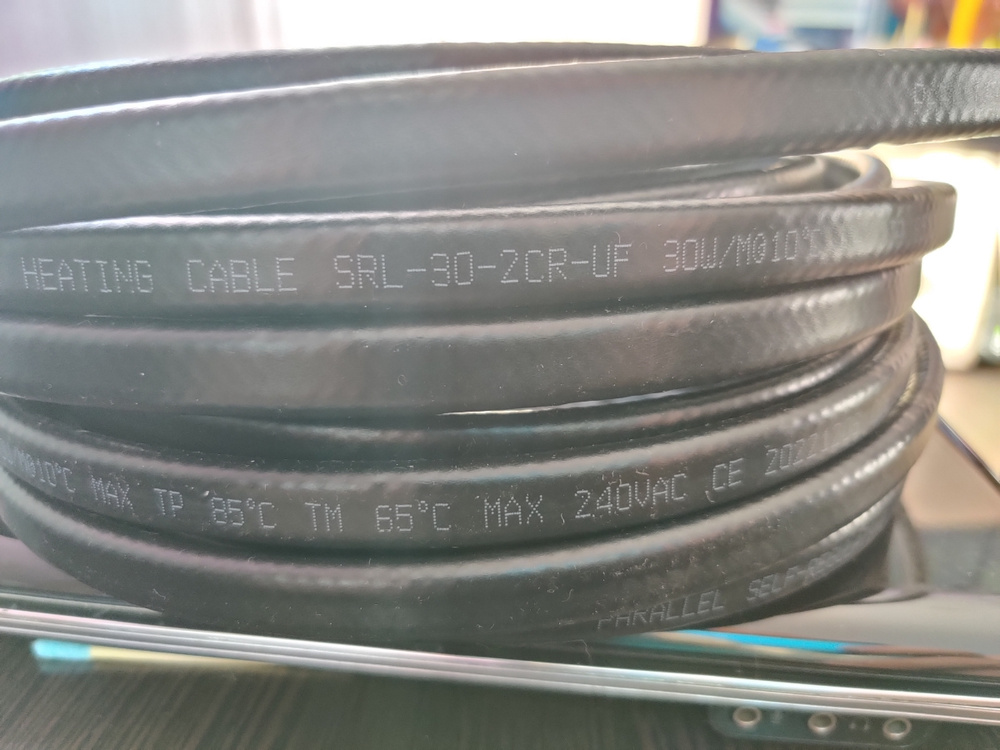 HEATING CABLE SRL-30-2CR-UF 30W/M@10°C
/M@10°C MAX TP 85°C TM 65°C MAX 240VAC CE
PARALLEL